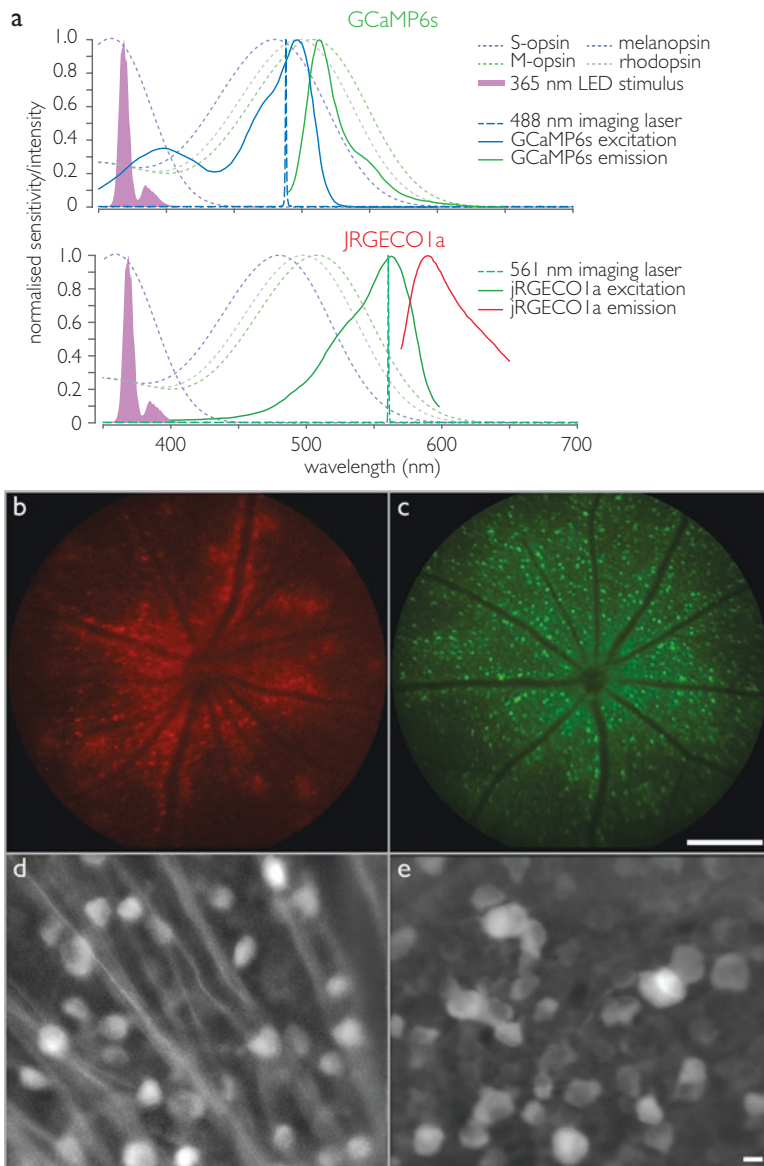 a
GCaMP6s
1.0
0.8
0.6
0.4
0.2
0
S-opsin
melanopsin
M-opsin
rhodopsin
365 nm LED stimulus
488 nm imaging laser
GCaMP6s excitation
GCaMP6s emission
normalised sensitivity/intensity
jRGECO1a
1.0
0.8
0.6
0.4
0.2
0
561 nm imaging laser
jRGECO1a excitation
jRGECO1a emission
400
500
600
700
wavelength (nm)
b
c
d
e